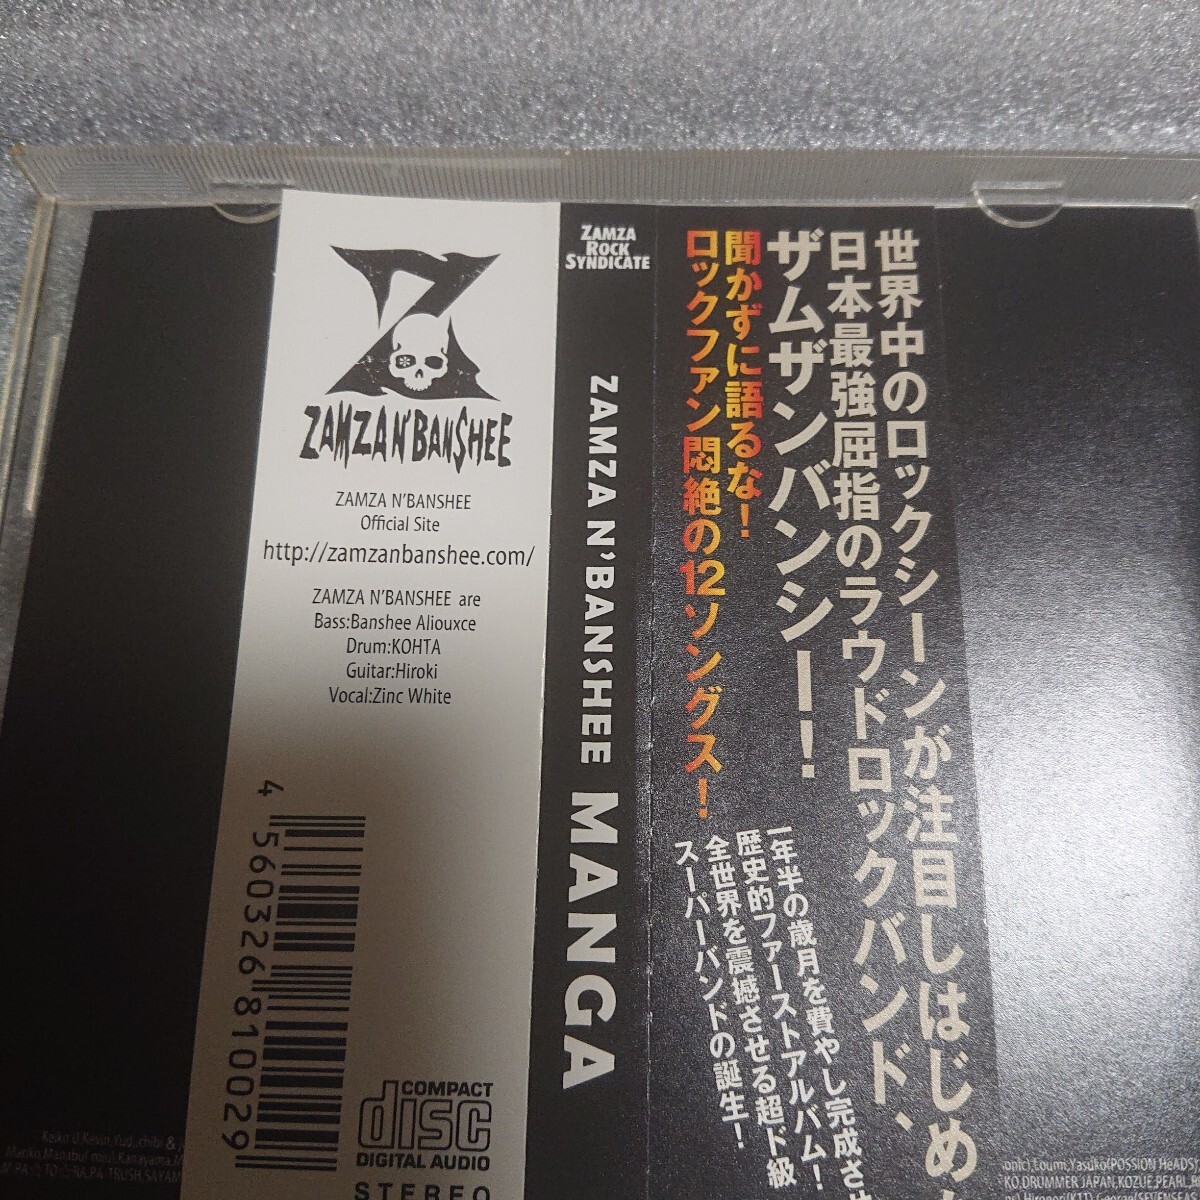 ZAMZA N'BANSHEE
ZAMZA N'BANSHEE
Official Site
http://zamzanbanshee.com/
ZAMZA N'BANSHEE are
Bass:Banshee Aliouxce
Drum:KOHTA
Guitar:Hiroki
Vocal:Zinc White
4 560326 810029
COMPACT
disc
DIGITAL AUDIO
STEREO
ZAMZA
ROCK
SYNDICATE
ZAMZA N'BANSHEE MANGA
世界中のロックシーンが注目しはじめ
日本最強屈指のラウドロックバンド、
ザムザンバンシー!
聞かずに語るな!
ロックファン悶絶の12ソングス!
一年半の歳月を費やし完成させ
歴史的ファーストアルバム!
全世界を震撼させる超ド級
スーパーバンドの誕生!